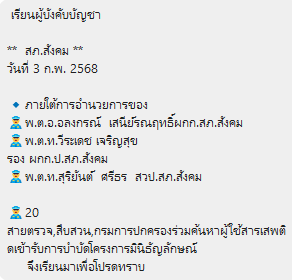 เรียนผู้บังคับบัญชา
** สภ.สังคม **
วันที่ 3 ก.พ. 2568
🔹ภายใต้การอำนวยการของ
👮พ.ต.อ.อลงกรณ์ เสนีย์รณฤทธิ์ผกก.สภ.สังคม
👮พ.ต.ท.วีระเดช เจริญสุข
รอง ผกก.ป.สภ.สังคม
👮พ.ต.ท.สุริยันต์ ศรีธร สวป.สภ.สังคม
👮20
สายตรวจ,สืบสวน,กรมการปกครองร่วมค้นหาผู้ใช้สารเสพติ
ดเข้ารับการบำบัดโครงการมินิธัญลักษณ์
จึงเรียนมาเพื่อโปรดทราบ